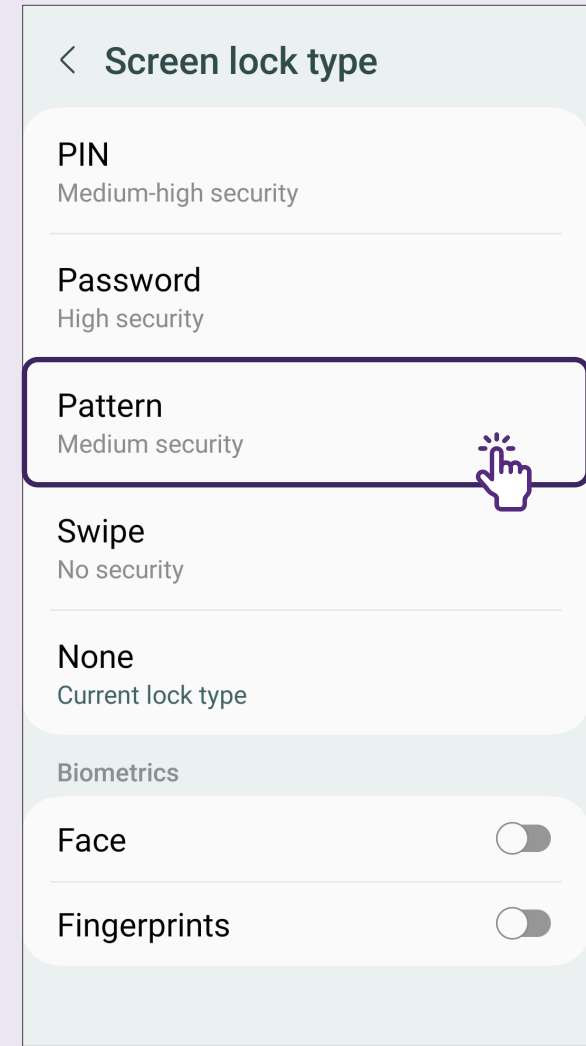 Screen lock type
PIN
Medium-high security
Password
High security
Pattern
Medium security
Swipe
No security
None
Current lock type
Biometrics
Face
Fingerprints